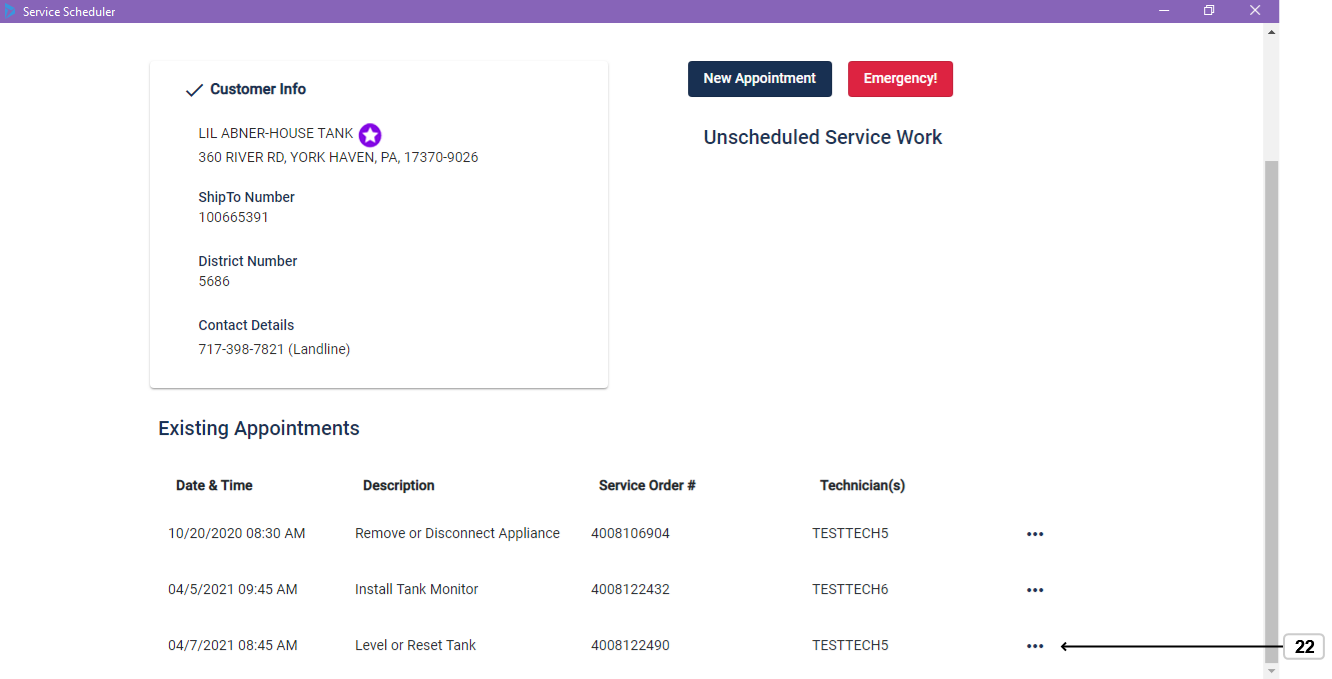 Service Scheduler
Customer Info
LIL ABNER-HOUSE TANK
360 RIVER RD, YORK HAVEN, PA, 17370-9026
ShipTo Number
100665391
District Number
5686
Contact Details
717-398-7821 (Landline)
New Appointment Emergency!
Unscheduled Service Work
Existing Appointments
Date & Time Description Service Order # Technician(s)
10/20/2020 08:30 AM Remove or Disconnect Appliance 4008106904 TESTTECH5
04/5/2021 09:45 AM Install Tank Monitor 4008122432 TESTTECH6
04/7/2021 08:45 AM Level or Reset Tank 4008122490 TESTTECH5
22